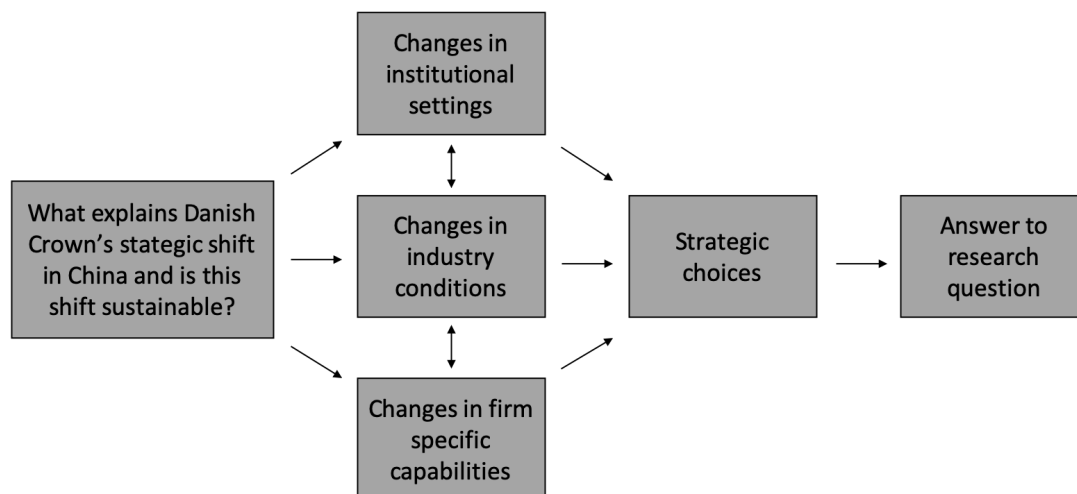 Changes in
institutional
settings
What explains Danish
Crown's stategic shift
in China and is this
shift sustainable?
Changes in
industry
conditions
Strategic
choices
Answer to
research
question
Changes in firm
specific
capabilities